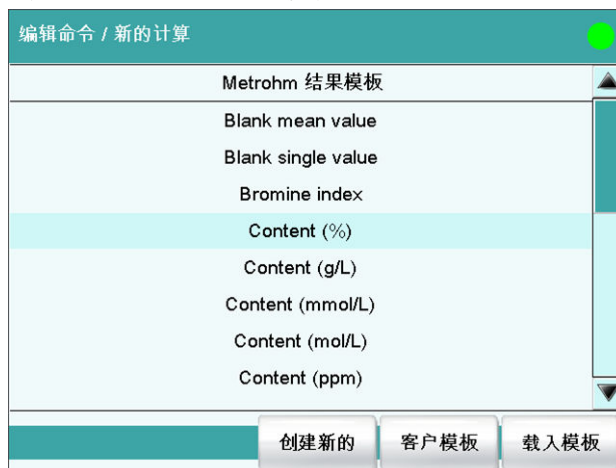 编辑命令 / 新的计算
Metrohm 结果模板
Blank mean value
Blank single value
Bromine index
Content (%)
Content (g/L)
Content (mmol/L)
Content (mol/L)
Content (ppm)
创建新的 客户模板 载入模板